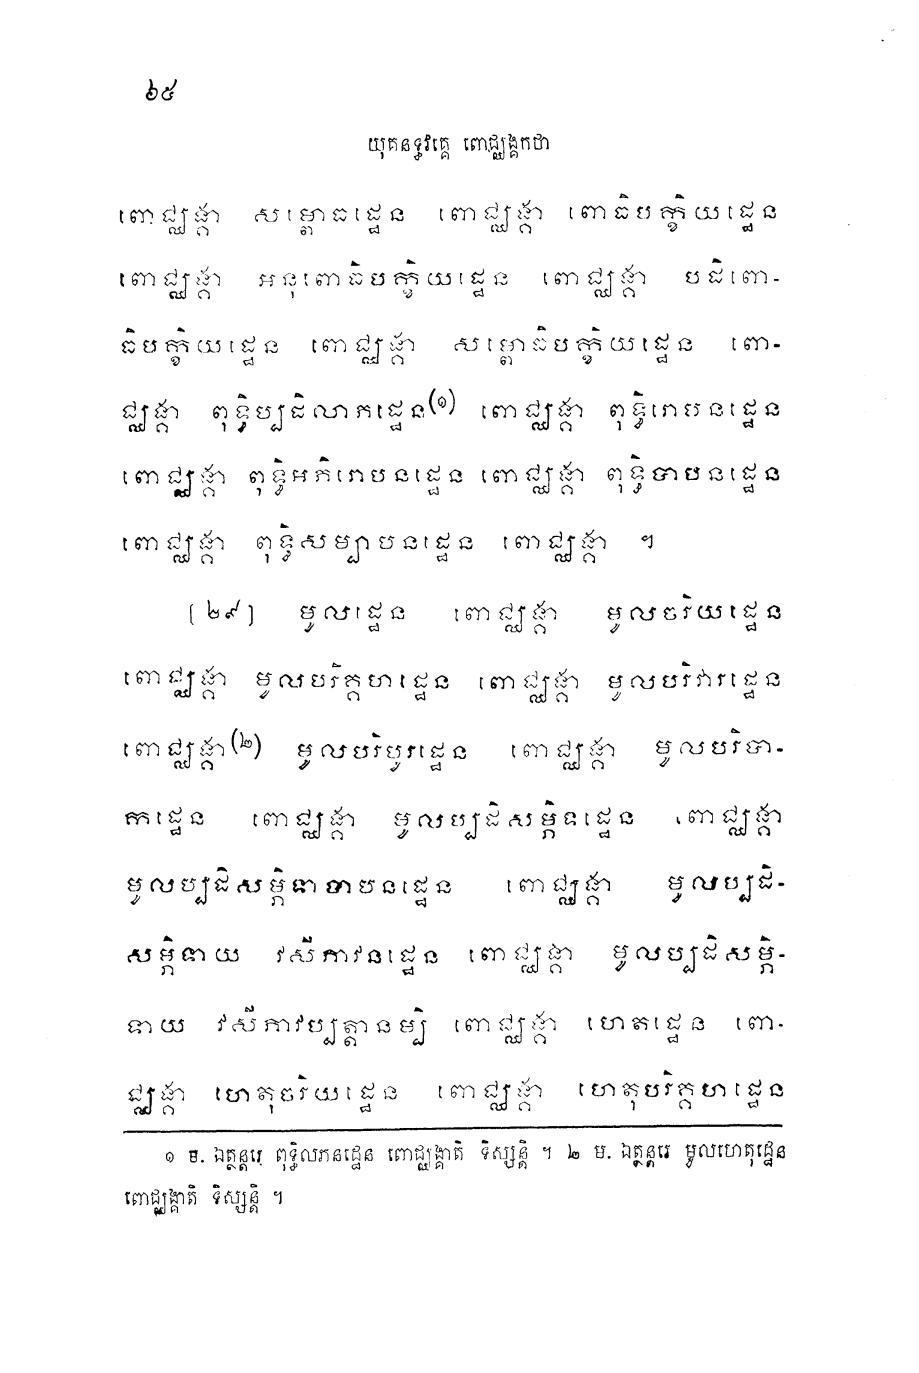 ៦៥
យុគនទ្ធវគ្គេ ពោជ្ឈង្គកថា
ពោជ្ឈង្គា សម្ពោធដ្ឋេន ពោជ្ឈង្គា ពោធិបក្ខិយដ្ឋេន
ពោជ្ឈង្គា អនុពោធិបក្ខិយដ្ឋេន ពោជ្ឈង្គា បដិពោ-
ធិបក្ខិយដ្ឋេន ពោជ្ឈង្គា សម្ពោធិបក្ខិយដ្ឋេន ពោ-
ជ្ឈង្គា ពុទ្ធិប្បដិលាភដ្ឋេន(១) ពោជ្ឈង្គា ពុទ្ធិរោបនដ្ឋេន
ពោជ្ឈង្គា ពុទ្ធិអភិរោបនដ្ឋេន ពោជ្ឈង្គា ពុទ្ធិបាបនដ្ឋេន
ពោជ្ឈង្គា ពុទ្ធិសម្បាបនដ្ឋេន ពោជ្ឈង្គា ។
[២៩] មូលដ្ឋេន ពោជ្ឈង្គា មូលចរិយដ្ឋេន
ពោជ្ឈង្គា មូលបរិគ្គហដ្ឋេន ពោជ្ឈង្គា មូលបរិវារដ្ឋេន
ពោជ្ឈង្គា(២) មូលបរិបូរដ្ឋេន ពោជ្ឈង្គា មូលបរិបា-
កដ្ឋេន ពោជ្ឈង្គា មូលប្បដិសម្ភិទដ្ឋេន ពោជ្ឈង្គា
មូលប្បដិសម្ភិទាទាបនដ្ឋេន ពោជ្ឈង្គា មូលប្បដិ-
សម្ភិទាយ វសីភាវនដ្ឋេន ពោជ្ឈង្គា មូលប្បដិសម្ភិ-
ទាយ វសីភាវប្បត្តានម្បិ ពោជ្ឈង្គា ហេតដ្ឋេន ពោ-
ជ្ឈង្គា ហេតុចរិយដ្ឋេន ពោជ្ឈង្គា ហេតុបរិគ្គហដ្ឋេន
១ ម. ឯត្ថន្តរេ ពុទ្ធិលភនដ្ឋេន ពោជ្ឈង្គាតិ ទិស្សន្តិ ។ ២ ម. ឯត្ថន្តរេ មូលហេតុដ្ឋេន
ពោជ្ឈង្គាតិ ទិស្សន្តិ ។